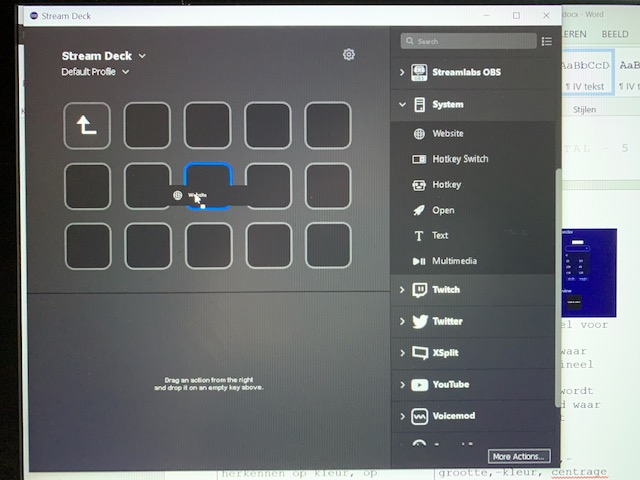 Stream Deck
.docx - Word
LEREN BEELD
Stream Deck
Default Profile
Search
AaBbCcD AaB
¶ IV tekst ¶ IV
Stijlen
Streamlabs OBS
System
Website
Hotkey Switch
Hotkey
Open
Text
Multimedia
Twitch
Twitter
XSplit
YouTube
Voicemod
More Actions...
Website
Drag an action from the right
and drop it on an empty key above.
TAL - 5
el voor
waar
ineel
wordt
d waar
t
herkennen op kleur, op
grootte,-kleur, centrage